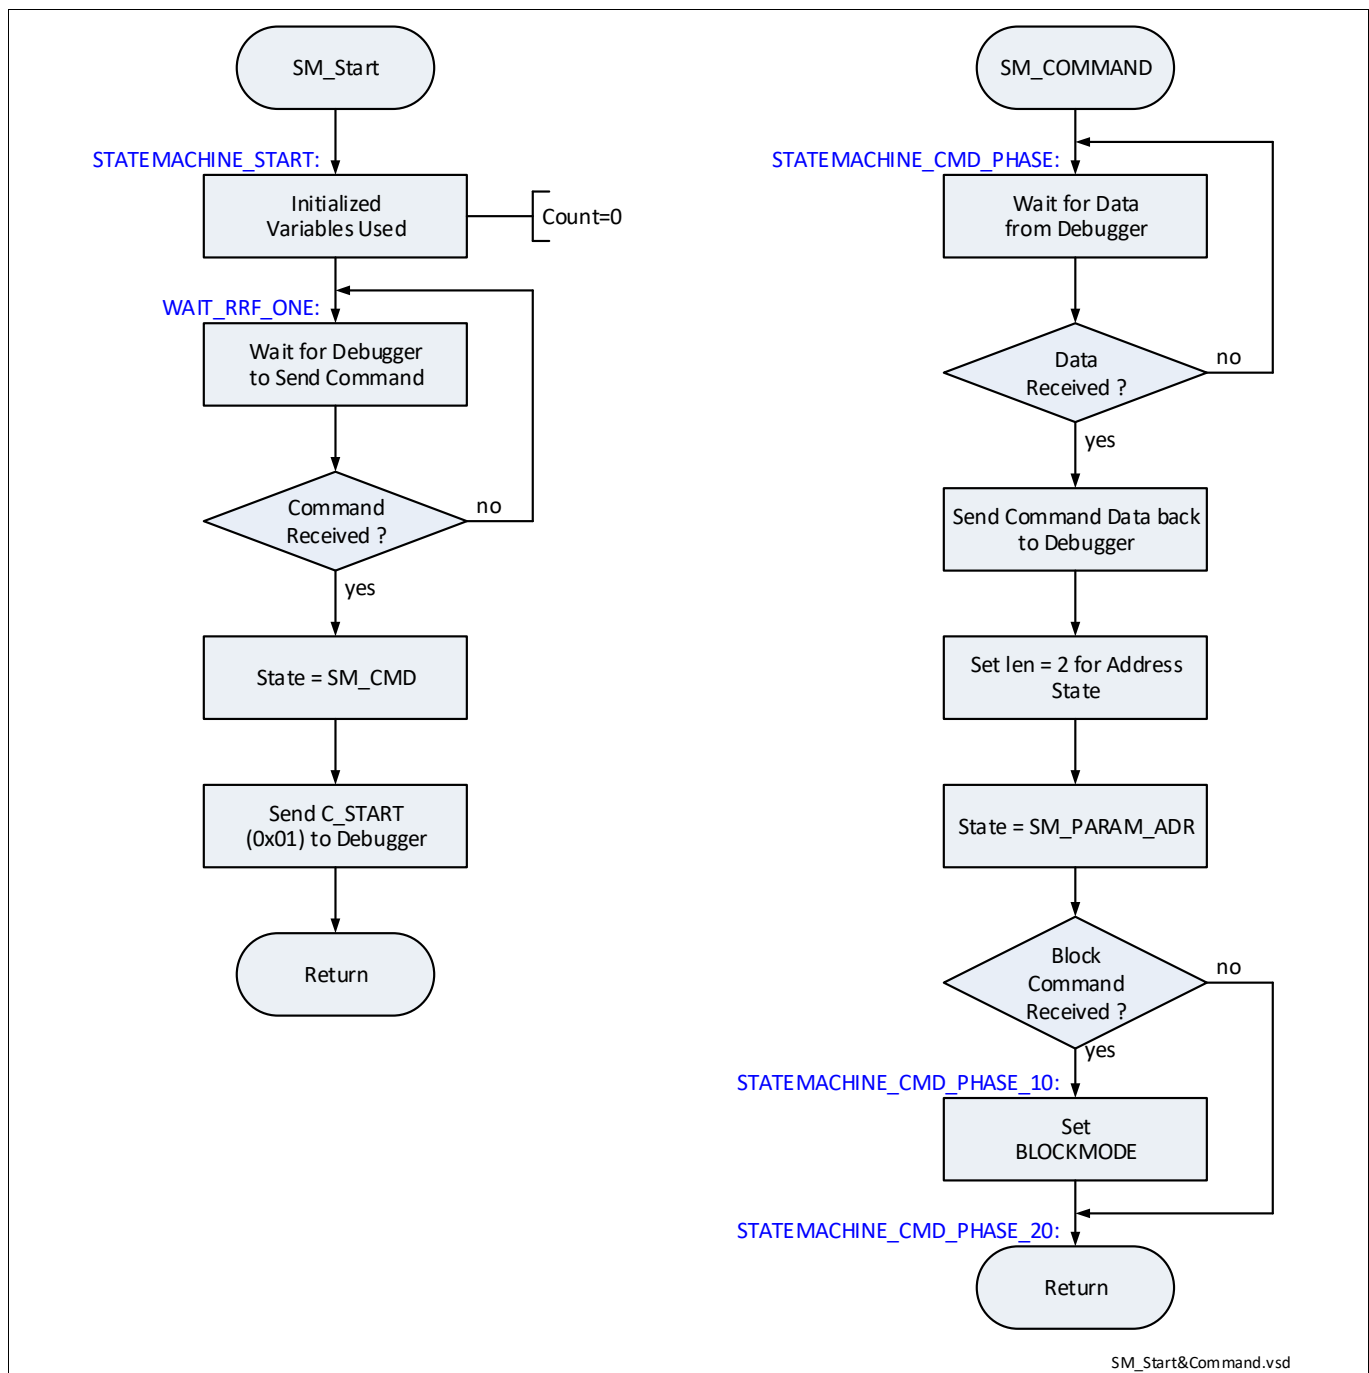 SM_Start
STATEMACHINE_START:
Initialized
Variables Used
Count=0
WAIT_RRF_ONE:
Wait for Debugger
to Send Command
Command
Received ?
no
yes
State = SM_CMD
Send C_START
(0x01) to Debugger
Return
SM_COMMAND
STATEMACHINE_CMD_PHASE:
Wait for Data
from Debugger
Data
Received ?
no
yes
Send Command Data back
to Debugger
Set len = 2 for Address
State
State = SM_PARAM_ADR
Block
Command
Received ?
no
yes
STATEMACHINE_CMD_PHASE_10:
Set
BLOCKMODE
STATEMACHINE_CMD_PHASE_20:
Return
SM_Start&Command.vsd